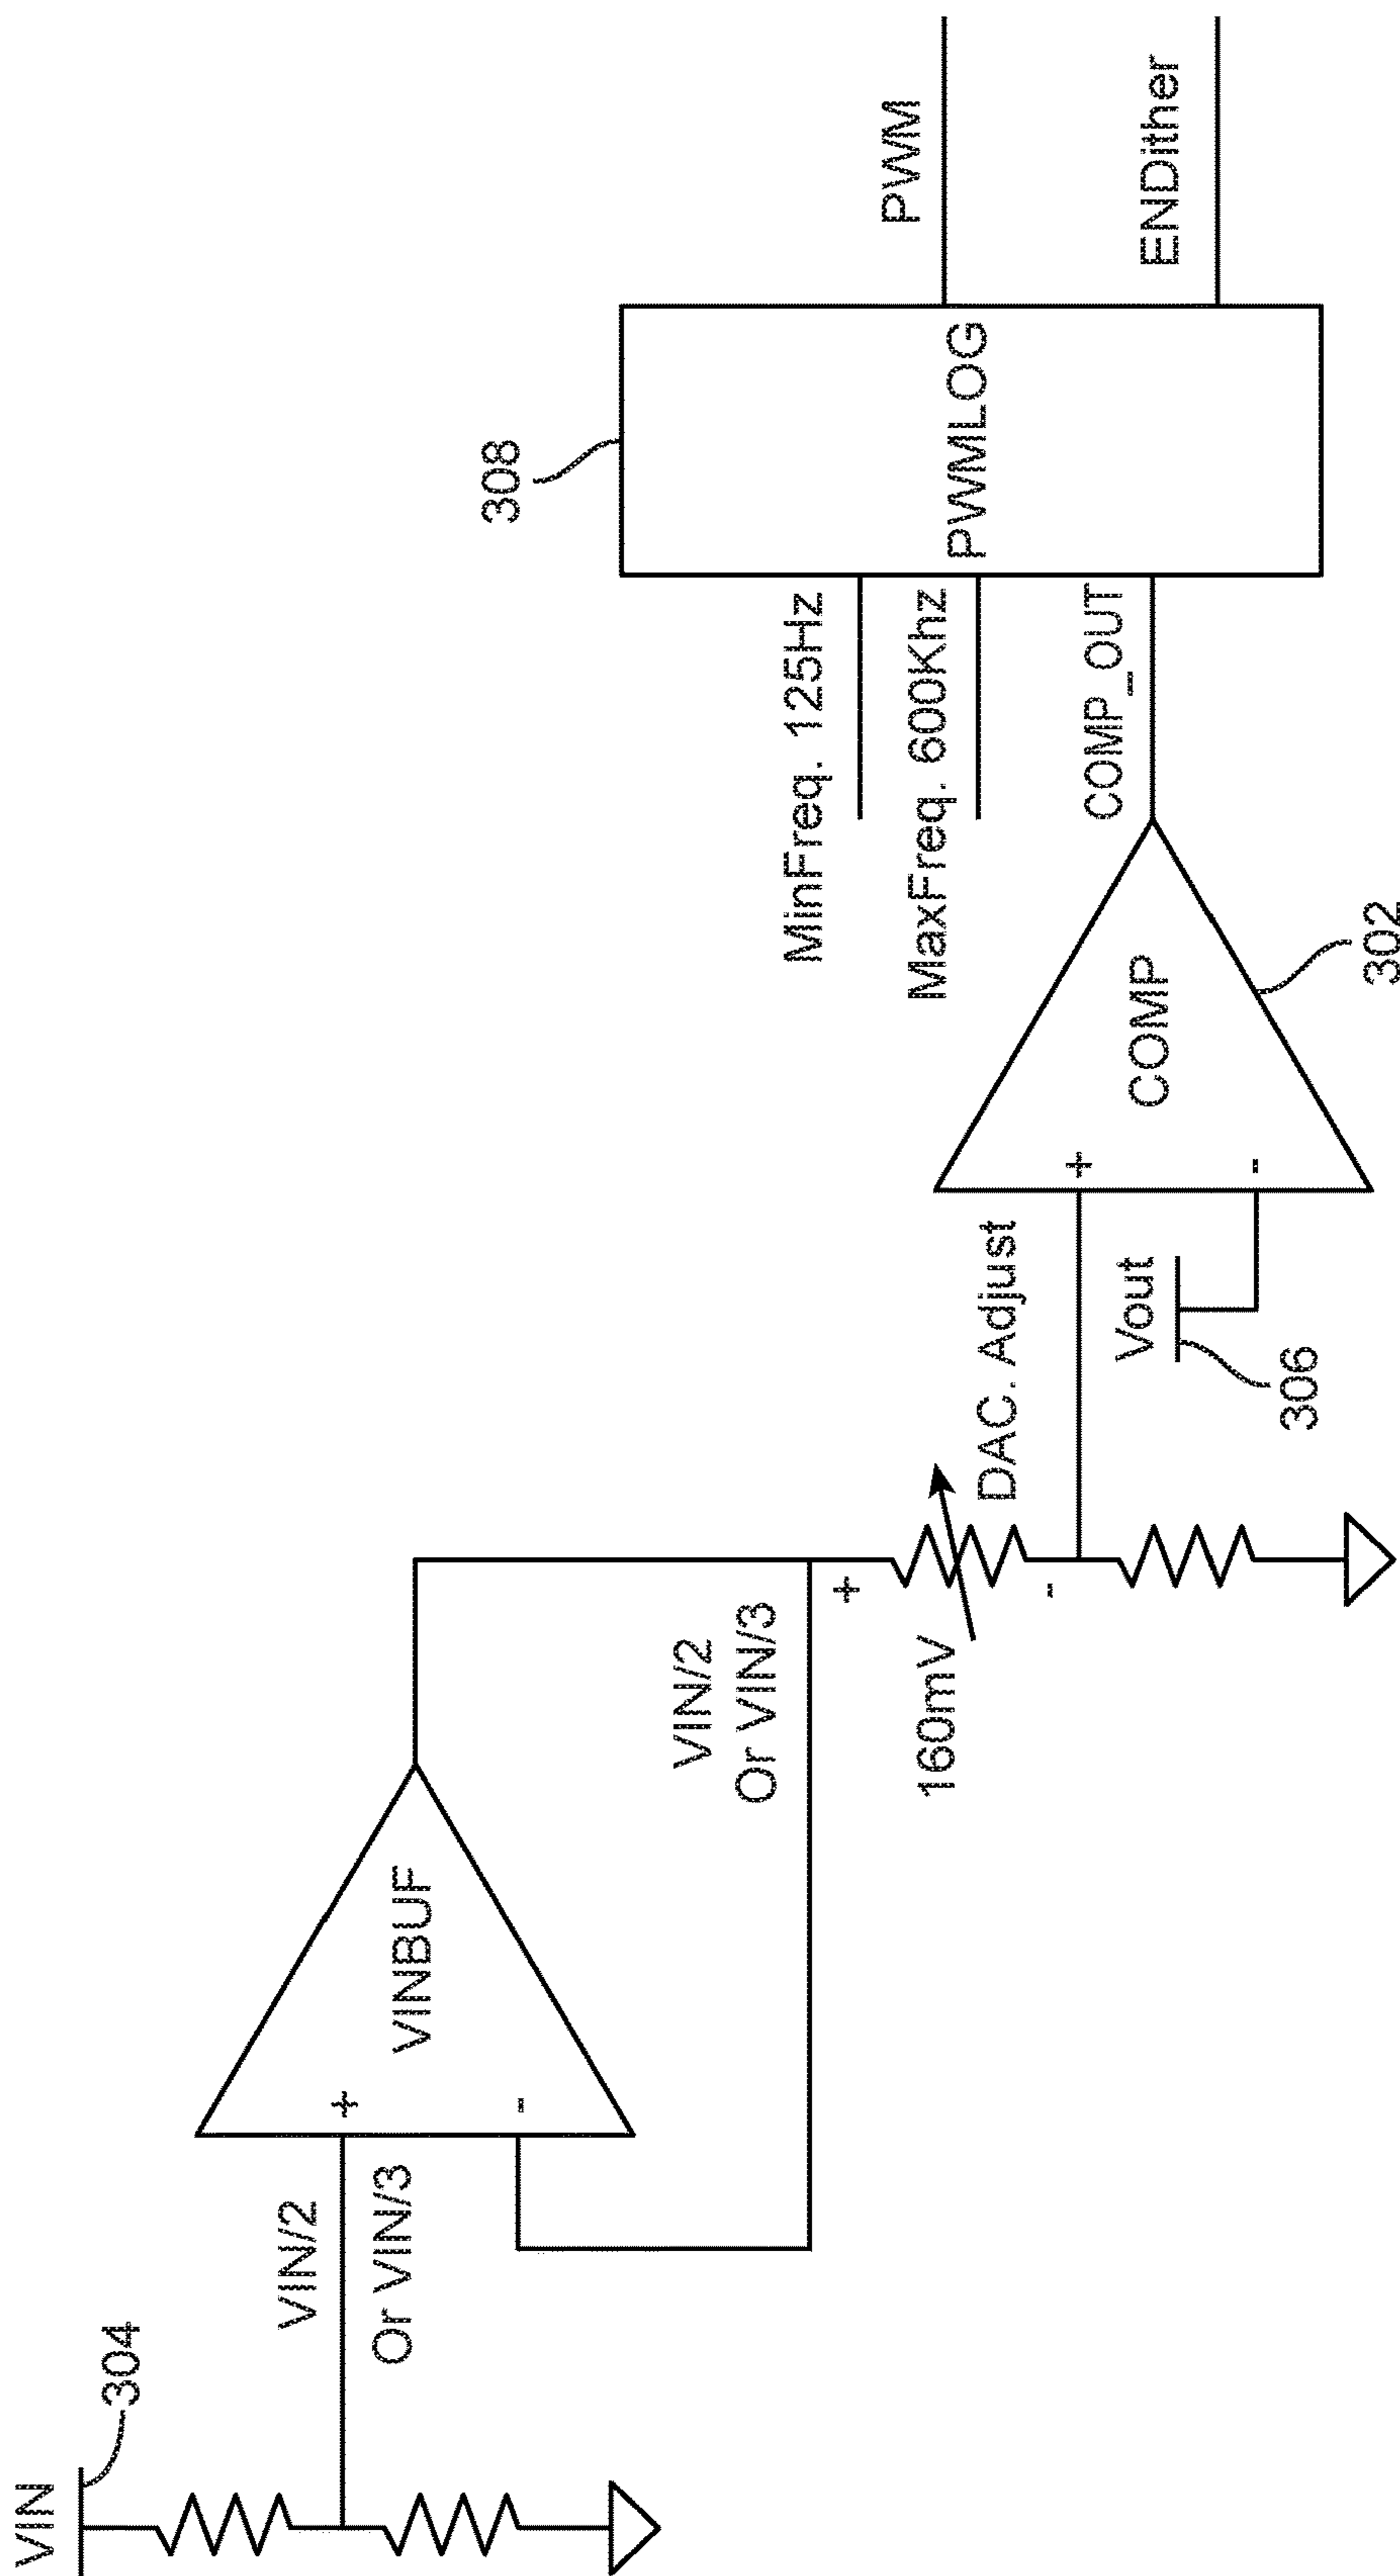 VIN
304
VIN/2
Or VIN/3
+
-
VINBUF
VIN/2
Or VIN/3
+
160mV
-
DAC. Adjust
Vout
306
+
-
COMP
302
MinFreq. 125Hz
MaxFreq. 600Khz
COMP_OUT
308
PWMLOG
PWM
ENDither